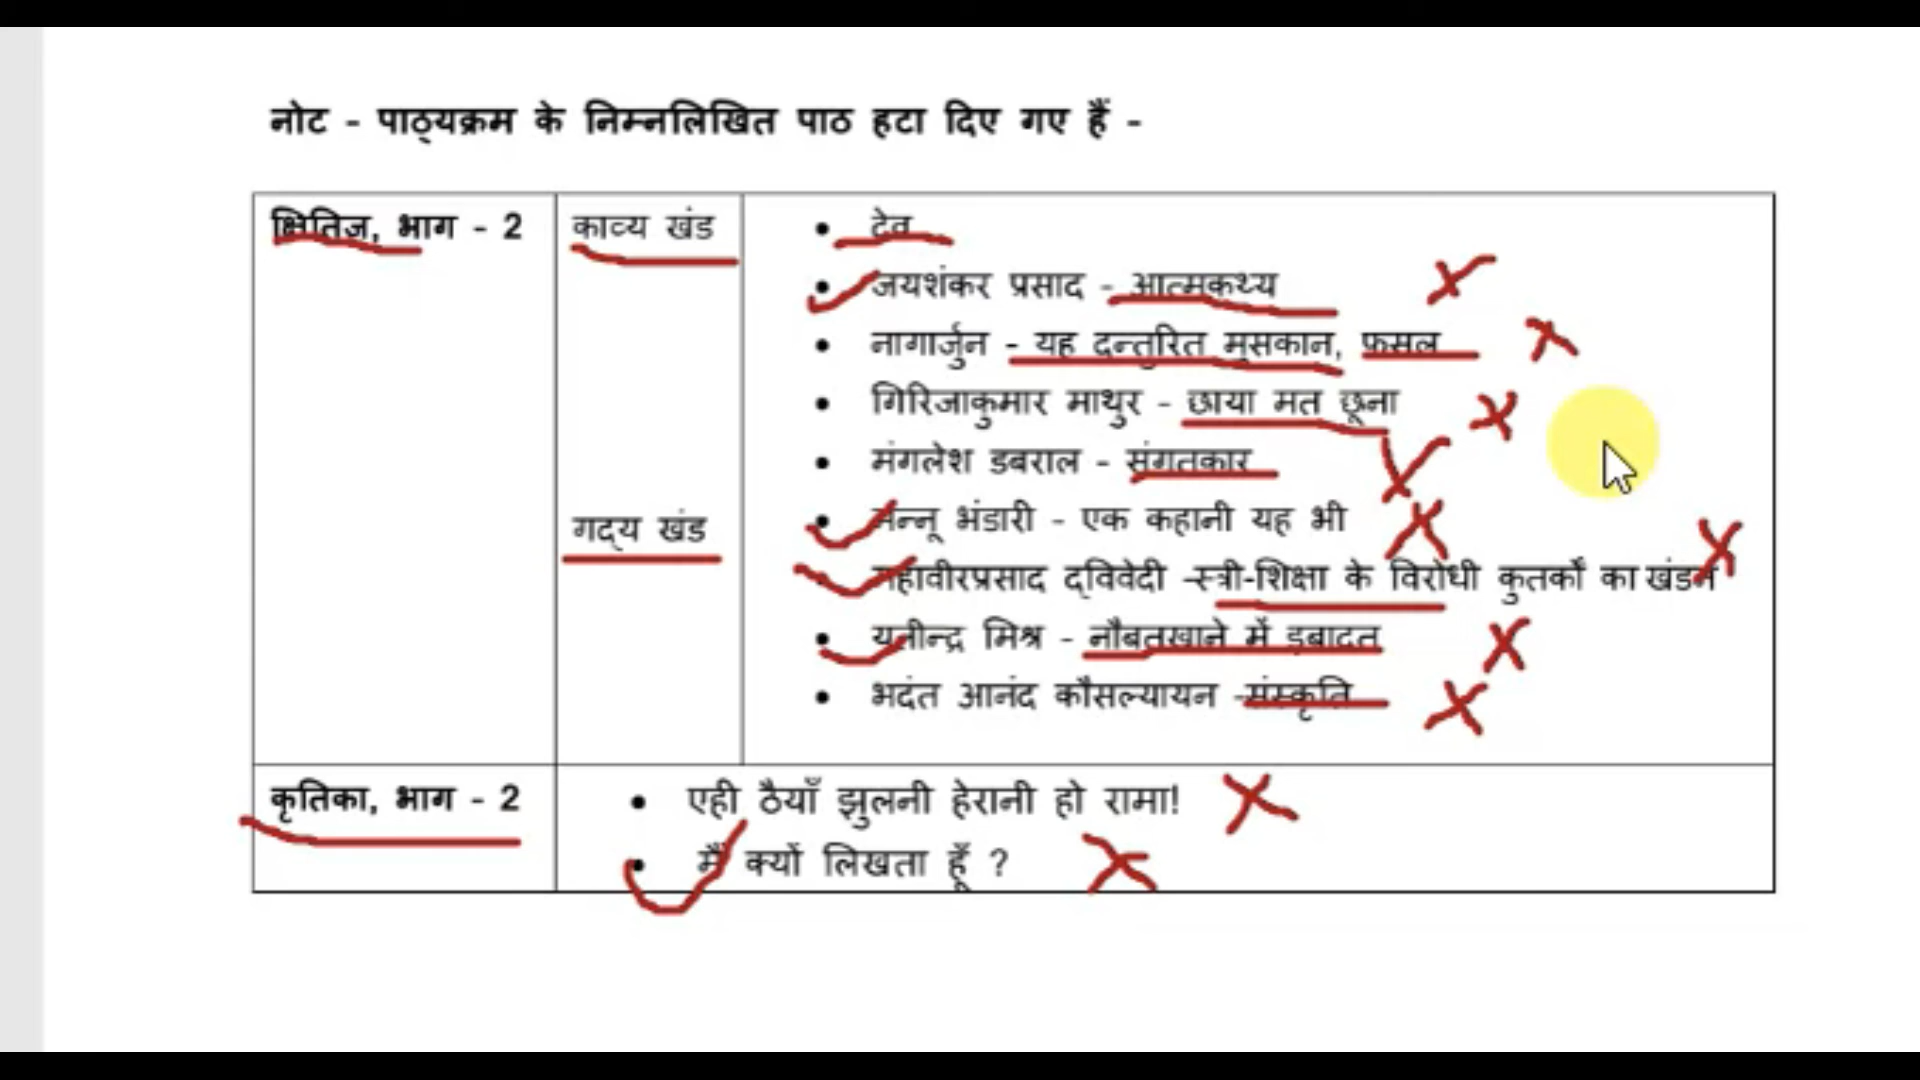 नोट - पाठ्यक्रम के निम्नलिखित पाठ हटा दिए गए हैं -
क्षितिज, भाग - 2
काव्य खंड
• देव
• जयशंकर प्रसाद - आत्मकथ्य
• नागार्जुन - यह दन्तुरित मुसकान, फसल
• गिरिजाकुमार माथुर - छाया मत छूना
• मंगलेश डबराल - संगतकार
गद्य खंड
• मन्नू भंडारी - एक कहानी यह भी
• महावीरप्रसाद द्विवेदी -स्त्री-शिक्षा के विरोधी कुतर्कों का खंडन
• यतीन्द्र मिश्र - नौबतखाने में इबादत
• भदंत आनंद कौसल्यायन -संस्कृति
कृतिका, भाग - 2
• एही ठैयाँ झुलनी हेरानी हो रामा!
• मैं क्यों लिखता हूँ ?